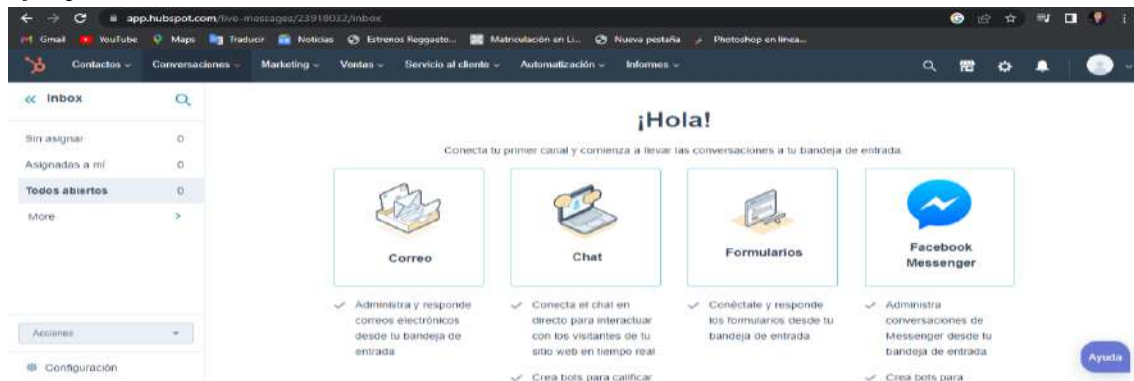 app.hubspot.com/live-messages/23918032/inbox
Gmail YouTube Maps Traducir Noticias Estrenos Reggaeto... Matriculación en Li... Nueva pestaña Photoshop en línea...
Contactos Conversaciones Marketing Ventas Servicio al cliente Automatización Informes
Inbox
Sin asignar 0
Asignadas a mí 0
Todos abiertos 0
More
Acciones
Configuración
¡Hola!
Conecta tu primer canal y comienza a llevar las conversaciones a tu bandeja de entrada.
Correo
Administra y responde
correos electrónicos
desde tu bandeja de
entrada
Chat
Conecta el chat en
directo para interactuar
con los visitantes de tu
sitio web en tiempo real
Crea bots para calificar
Formularios
Conéctate y responde
los formularios desde tu
bandeja de entrada
Facebook
Messenger
Administra
conversaciones de
Messenger desde tu
bandeja de entrada
Crea bots para
Ayuda